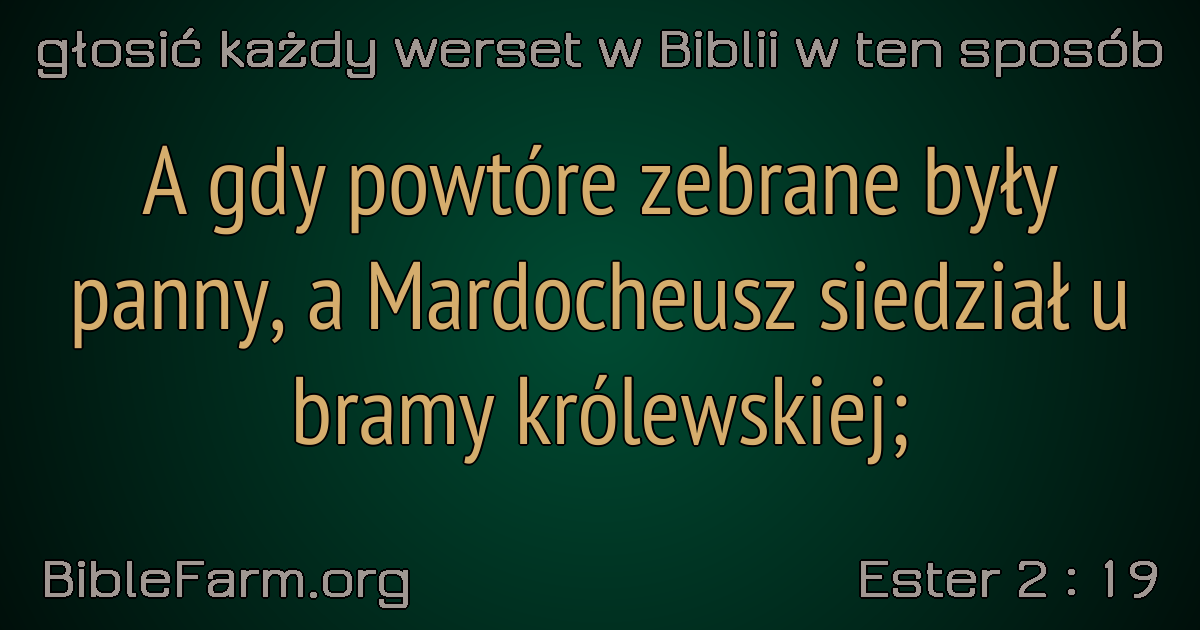 głosić każdy werset w Biblii w ten sposób
A gdy powtóre zebrane były
panny, a Mardocheusz siedział u
bramy królewskiej;
BibleFarm.org
Ester 2 : 19